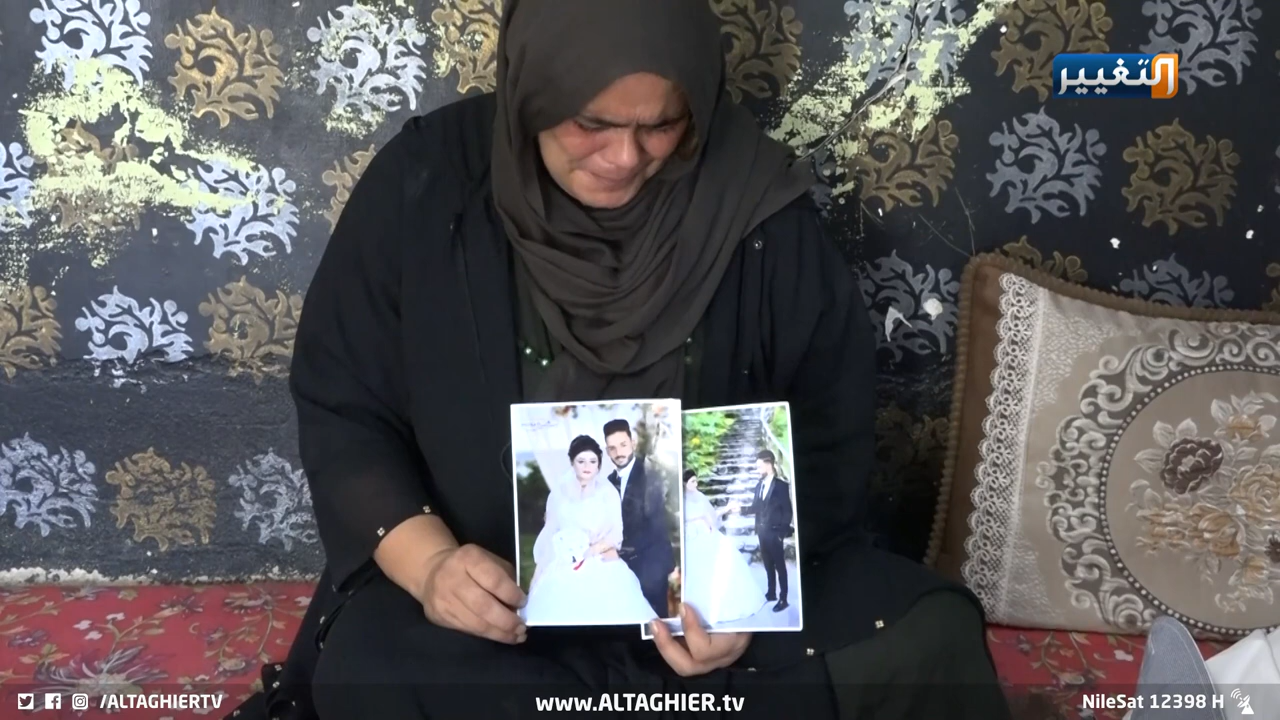 التغيير
/ALTAGHIERTV
www.ALTAGHIER.tv
NileSat 12398 H